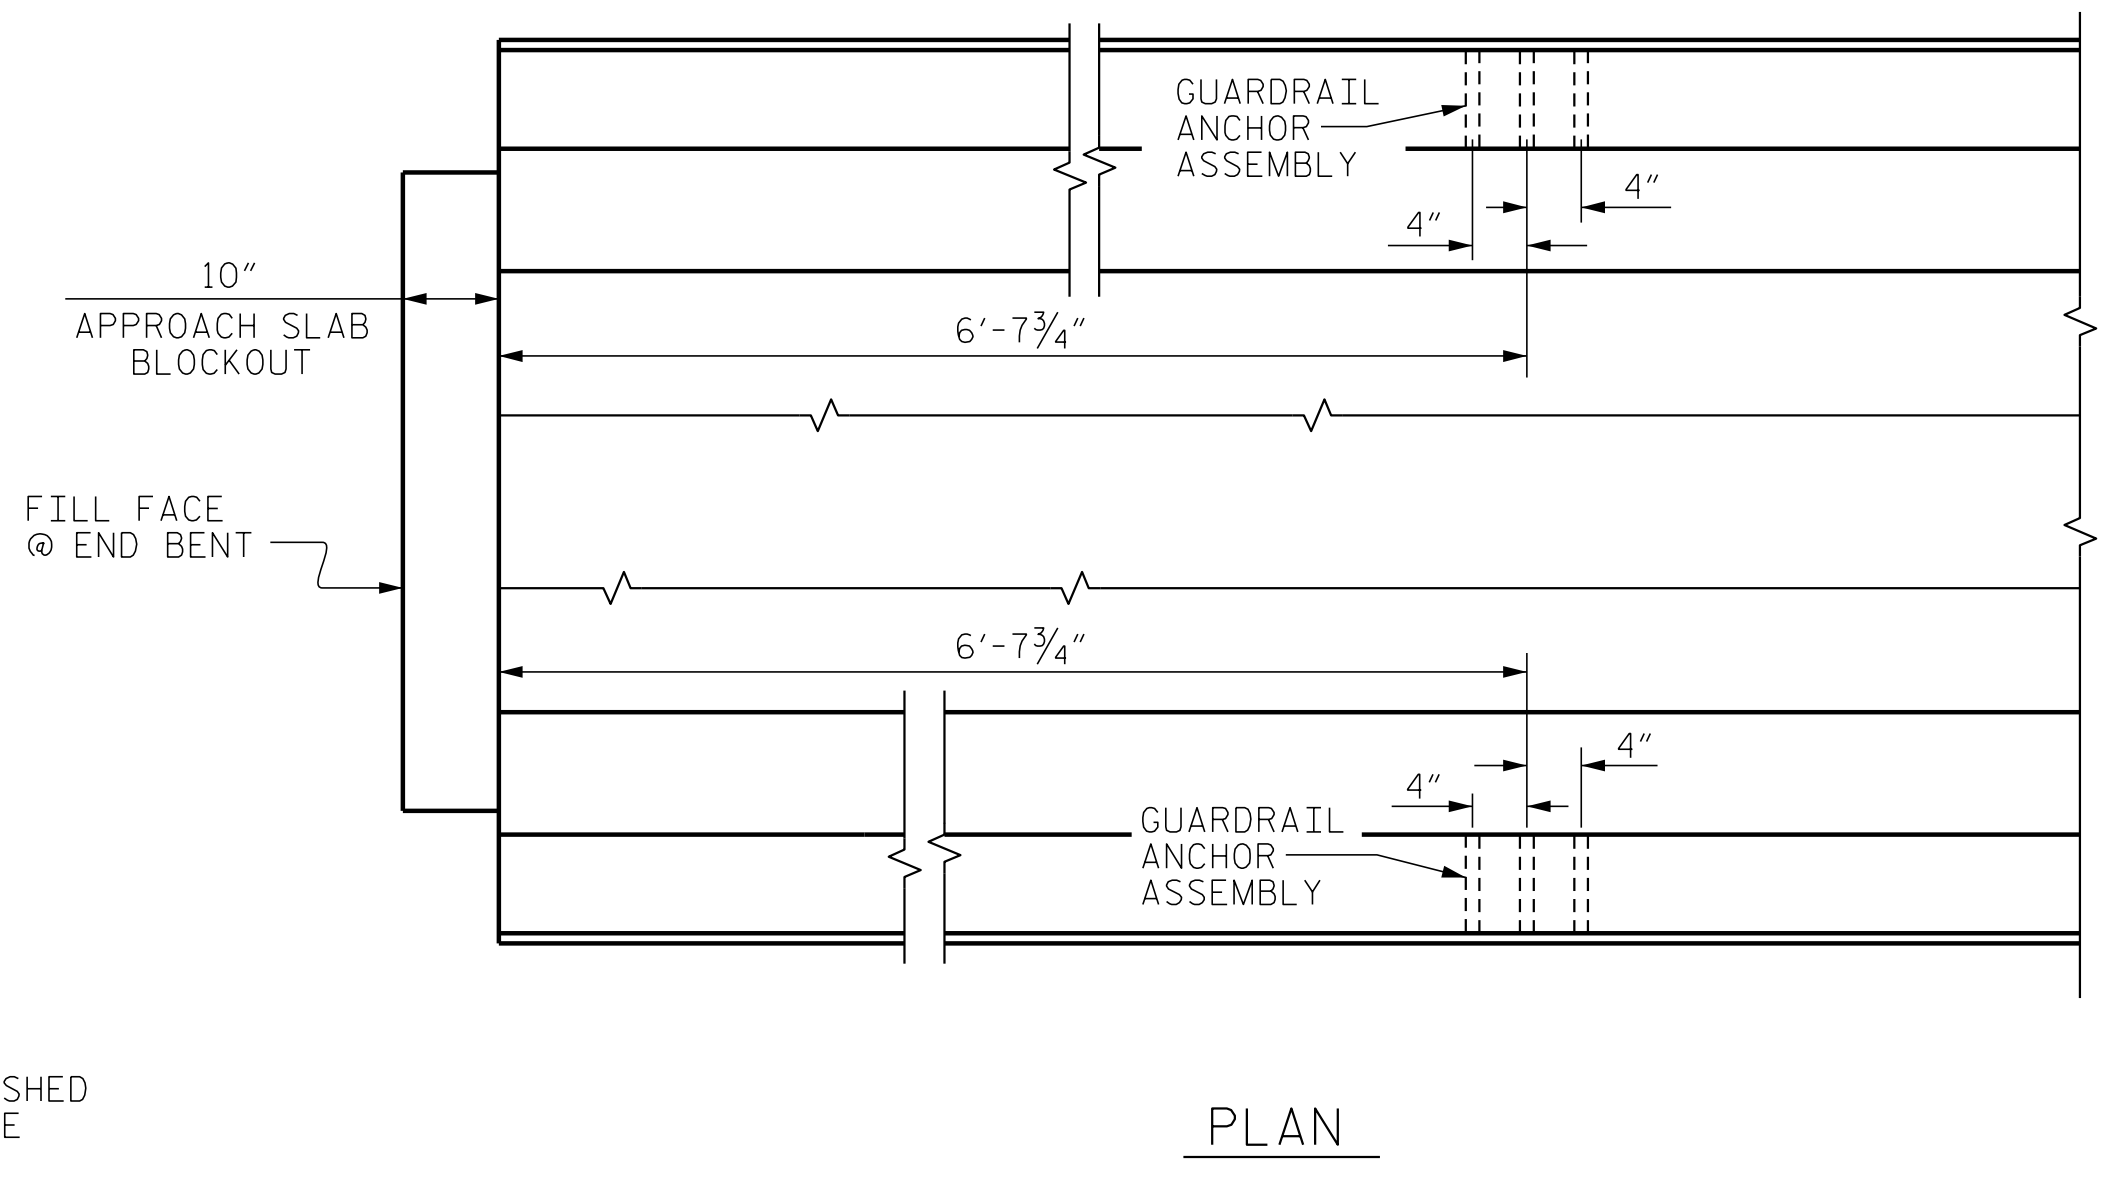 GUARDRAIL
ANCHOR
ASSEMBLY
4″
4″
10″
APPROACH SLAB
BLOCKOUT
6′-7¾″
FILL FACE
@ END BENT
6′-7¾″
4″
4″
GUARDRAIL
ANCHOR
ASSEMBLY
SHED
E
PLAN